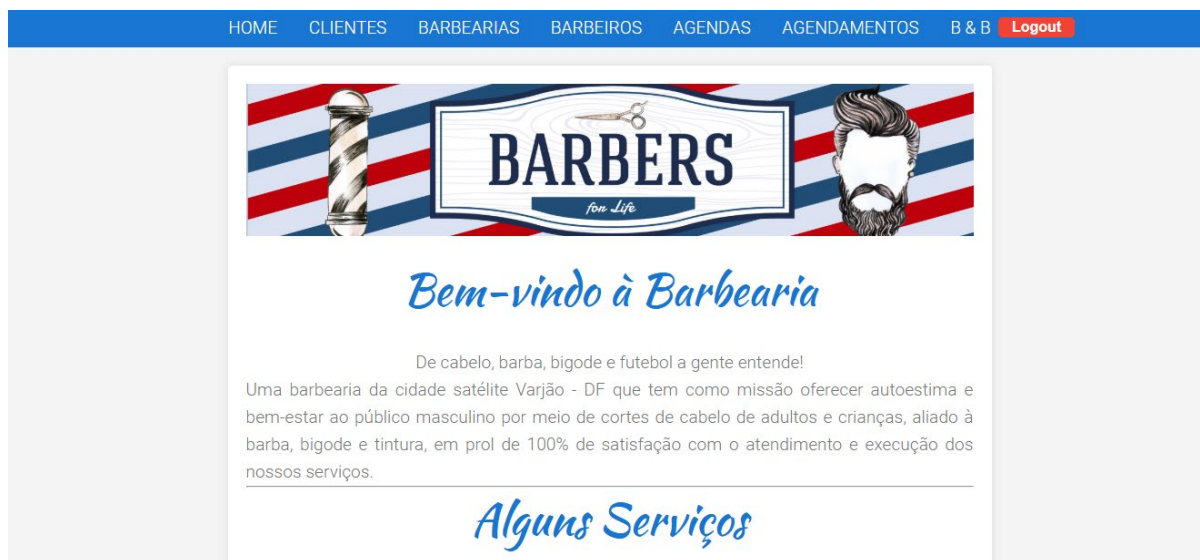 HOME CLIENTES BARBEARIAS BARBEIROS AGENDAS AGENDAMENTOS B & B Logout
BARBERS
for Life
Bem-vindo à Barbearia
De cabelo, barba, bigode e futebol a gente entende!
Uma barbearia da cidade satélite Varjão - DF que tem como missão oferecer autoestima e
bem-estar ao público masculino por meio de cortes de cabelo de adultos e crianças, aliado à
barba, bigode e tintura, em prol de 100% de satisfação com o atendimento e execução dos
nossos serviços.
Alguns Serviços